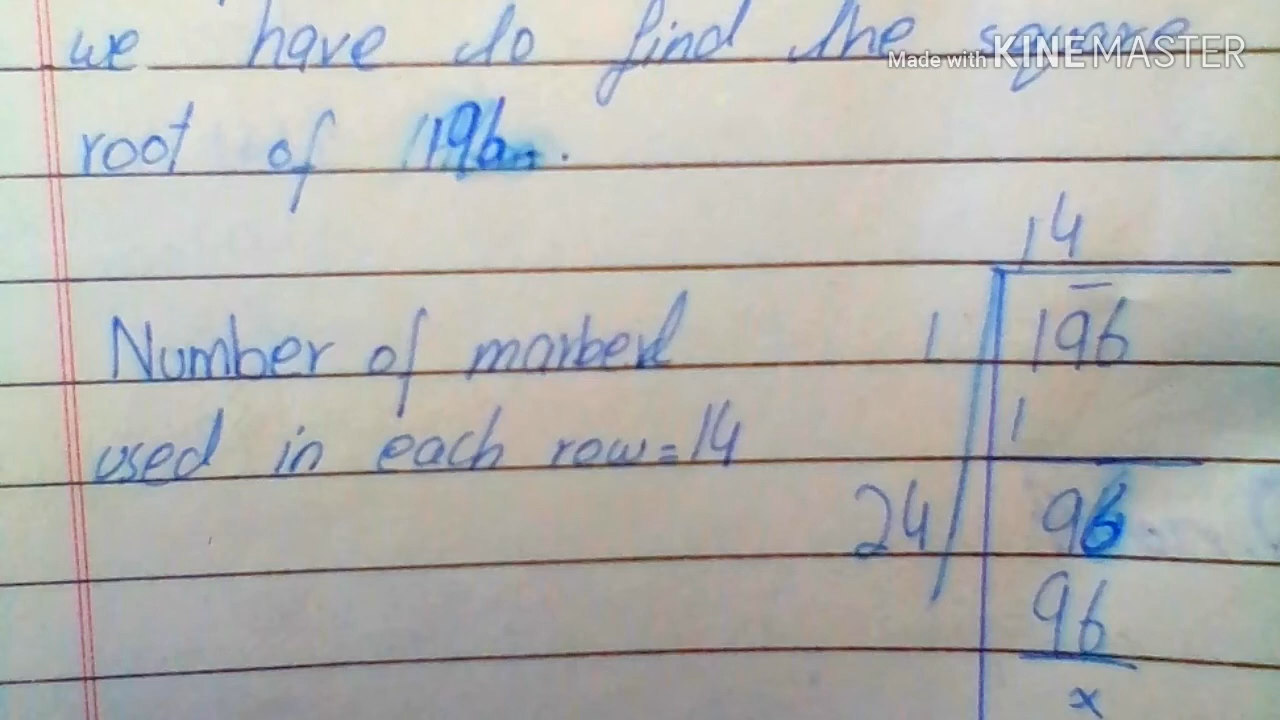 we have to find the square
Made with KINEMASTER
root of 196.
14
Number of marbel
1 196
used in each row = 14
1
24 96
96
x